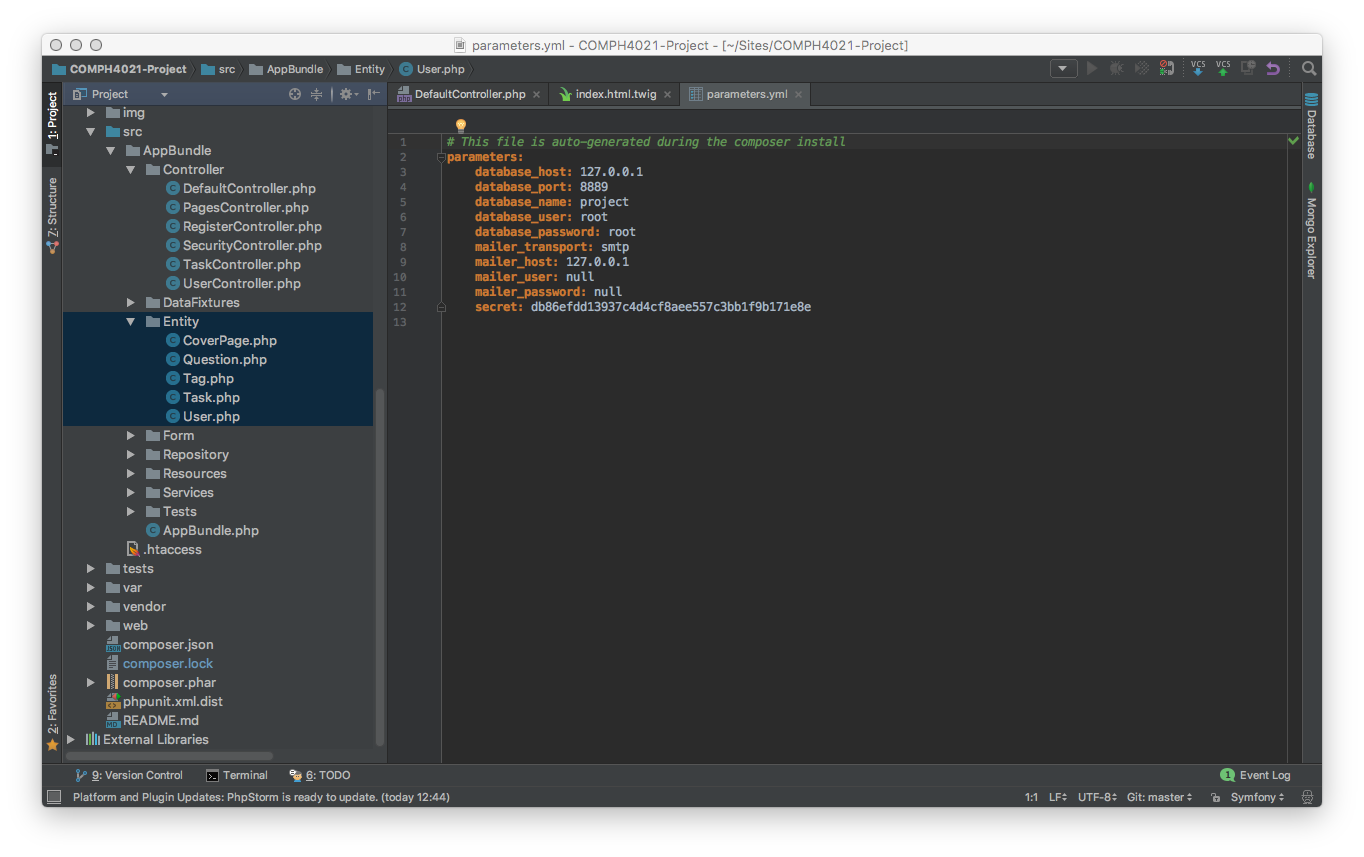 parameters.yml - COMPH4021-Project - [~/Sites/COMPH4021-Project]
COMPH4021-Project src AppBundle Entity User.php
VCS VCS
Project
DefaultController.php index.html.twig parameters.yml
1: Project
Z: Structure
2: Favorites
img
src
AppBundle
Controller
DefaultController.php
PagesController.php
RegisterController.php
SecurityController.php
TaskController.php
UserController.php
DataFixtures
Entity
CoverPage.php
Question.php
Tag.php
Task.php
User.php
Form
Repository
Resources
Services
Tests
AppBundle.php
.htaccess
tests
var
vendor
web
composer.json
composer.lock
composer.phar
phpunit.xml.dist
README.md
External Libraries
1 # This file is auto-generated during the composer install
2 parameters:
3 database_host: 127.0.0.1
4 database_port: 8889
5 database_name: project
6 database_user: root
7 database_password: root
8 mailer_transport: smtp
9 mailer_host: 127.0.0.1
10 mailer_user: null
11 mailer_password: null
12 secret: db86efdd13937c4d4cf8aee557c3bb1f9b171e8e
13
Database
Mongo Explorer
9: Version Control Terminal 6: TODO
1 Event Log
Platform and Plugin Updates: PhpStorm is ready to update. (today 12:44)
1:1 LF UTF-8 Git: master Symfony